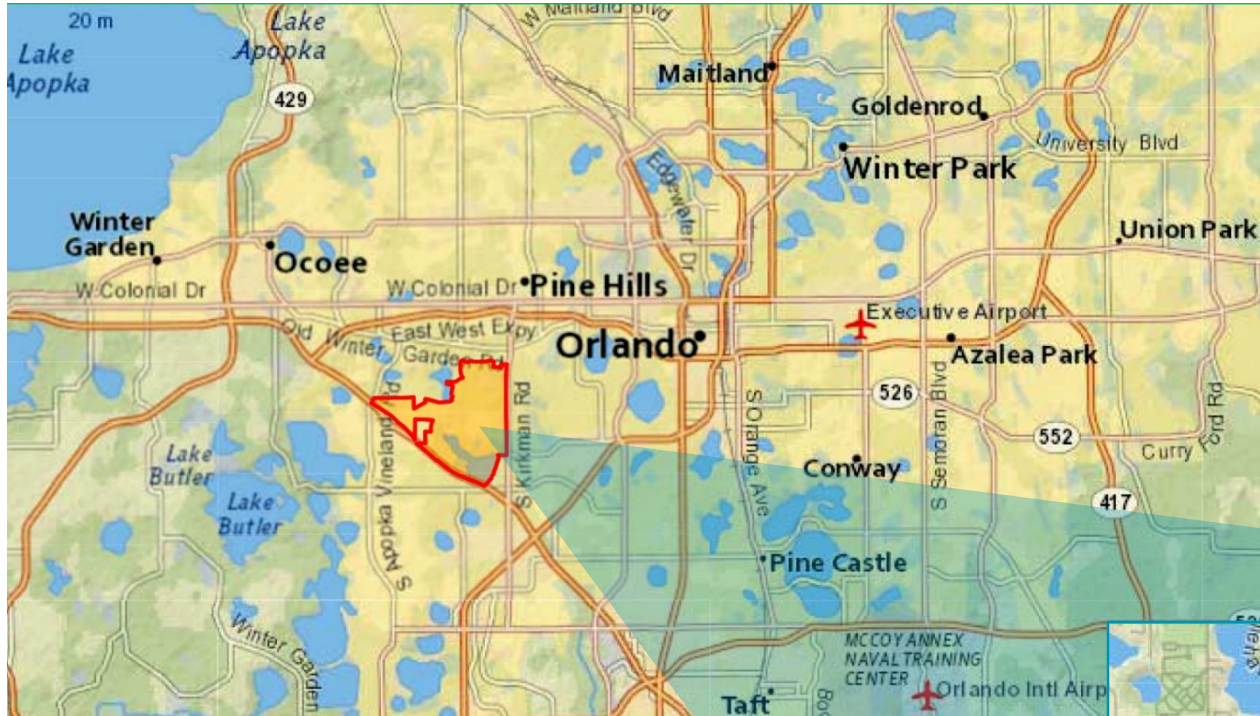 20 m
W Maitland Blvd
Lake
Apopka
Lake
Apopka
429
Maitland
Goldenrod
University Blvd
Winter Park
Edgewater Dr
Winter
Garden
Ocoee
Union Park
W Colonial Dr
W Colonial Dr
Pine Hills
Old Winter Garden Rd
East West Expy
Executive Airport
Orlando
Azalea Park
526
S Apopka Vineland Rd
S Kirkman Rd
S Orange Ave
S Semoran Blvd
552
Curry Ford Rd
Lake
Butler
Conway
Lake
Butler
417
Pine Castle
Winter Garden
MCCOY ANNEX
NAVAL TRAINING
CENTER
Taft
Orlando Intl Airp